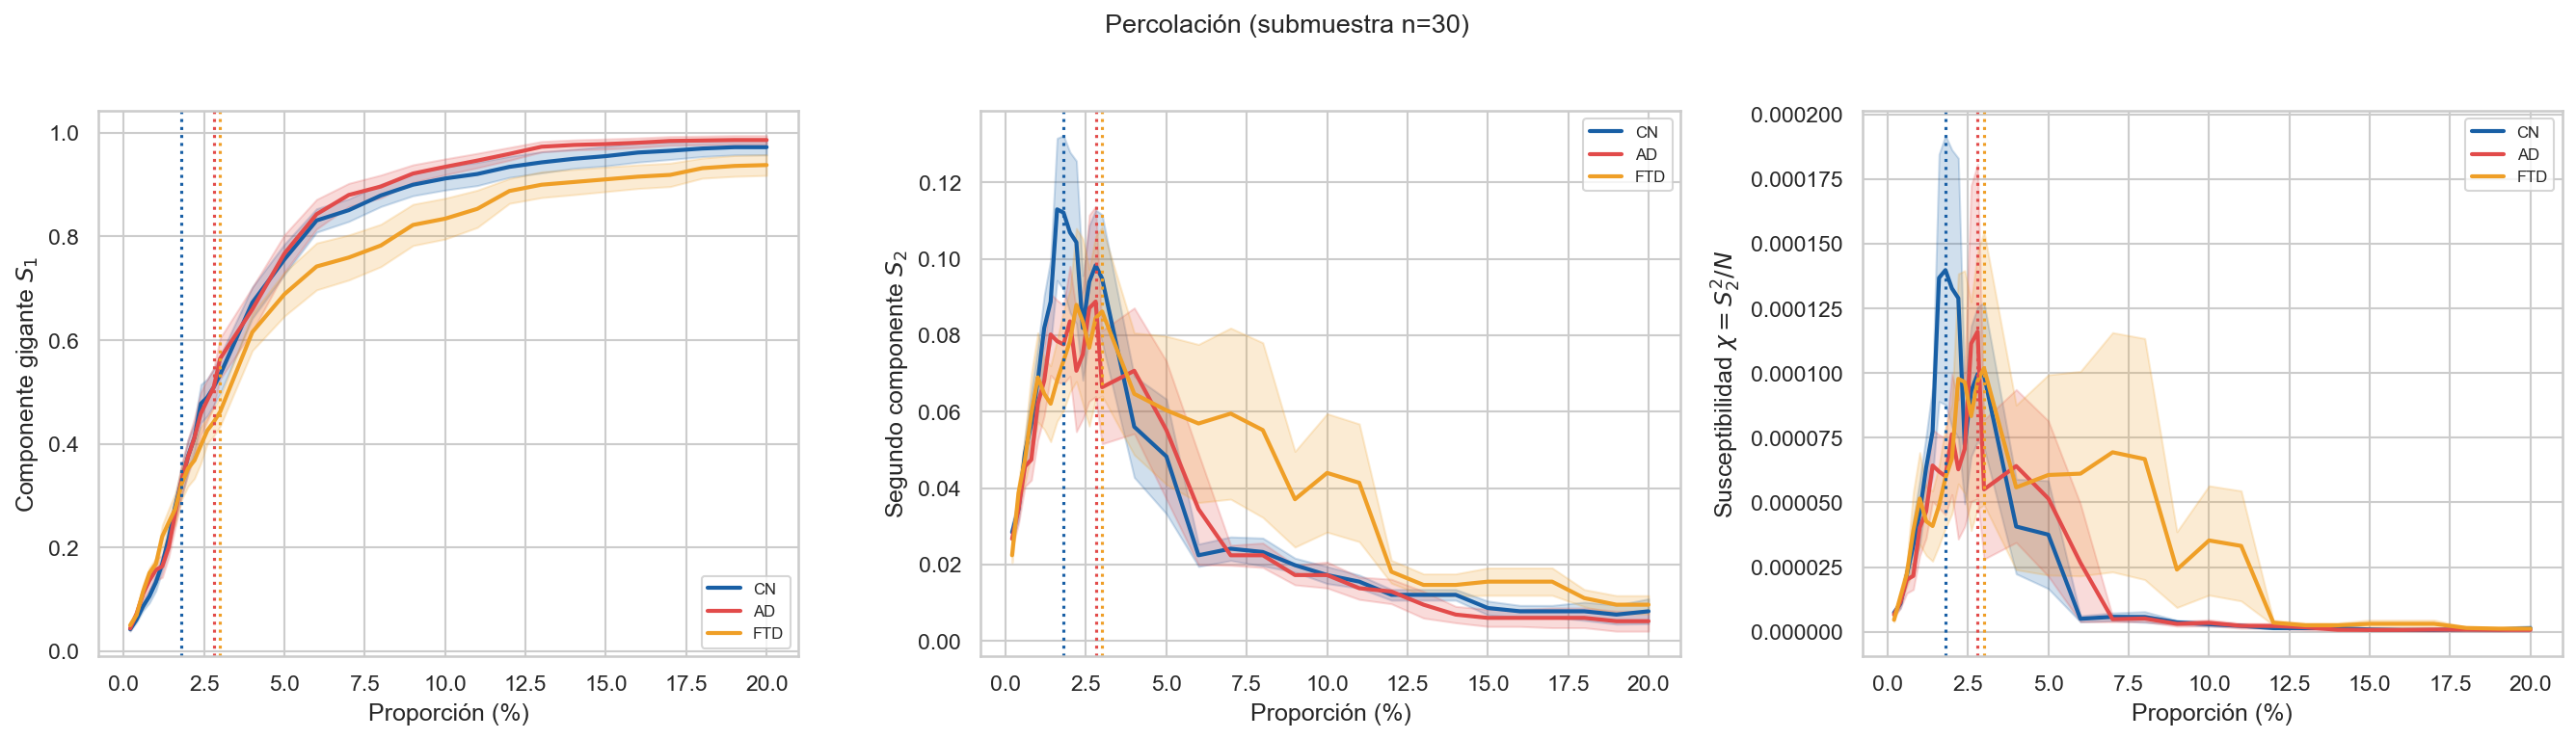 Percolación (submuestra n=30)
Componente gigante S₁
1.0
0.8
0.6
0.4
0.2
0.0
CN
AD
FTD
0.0 2.5 5.0 7.5 10.0 12.5 15.0 17.5 20.0
Proporción (%)
Segundo componente S₂
0.12
0.10
0.08
0.06
0.04
0.02
0.00
CN
AD
FTD
0.0 2.5 5.0 7.5 10.0 12.5 15.0 17.5 20.0
Proporción (%)
Susceptibilidad χ = S₂²/N
0.000200
0.000175
0.000150
0.000125
0.000100
0.000075
0.000050
0.000025
0.000000
CN
AD
FTD
0.0 2.5 5.0 7.5 10.0 12.5 15.0 17.5 20.0
Proporción (%)